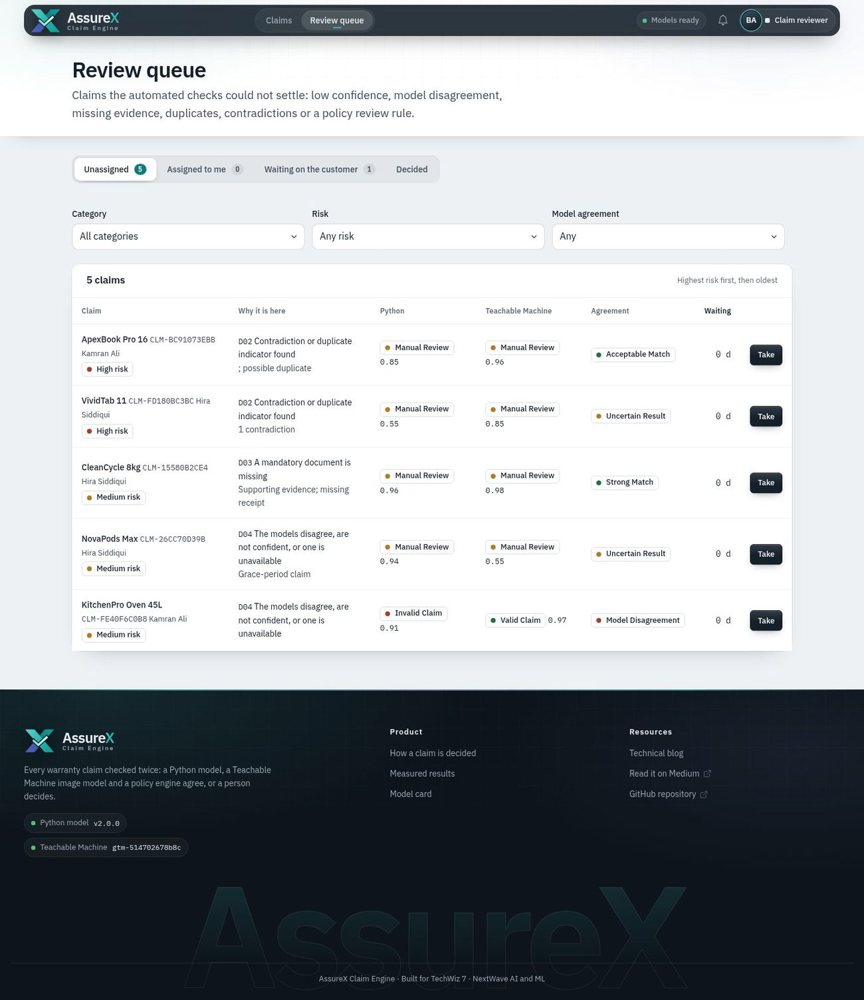 AssureX
Claim Engine
Claims
Review queue
Models ready
BA
Claim reviewer
Review queue
Claims the automated checks could not settle: low confidence, model disagreement,
missing evidence, duplicates, contradictions or a policy review rule.
Unassigned 5
Assigned to me 0
Waiting on the customer 1
Decided
Category
Risk
Model agreement
All categories
Any risk
Any
5 claims
Highest risk first, then oldest
Claim
Why it is here
Python
Teachable Machine
Agreement
Waiting
ApexBook Pro 16 CLM-BC91073EBB
Kamran Ali
High risk
D02 Contradiction or duplicate
indicator found
; possible duplicate
Manual Review
0.85
Manual Review
0.96
Acceptable Match
0 d
Take
VividTab 11 CLM-FD180BC3BC Hira
Siddiqui
High risk
D02 Contradiction or duplicate
indicator found
1 contradiction
Manual Review
0.55
Manual Review
0.85
Uncertain Result
0 d
Take
CleanCycle 8kg CLM-15580B2CE4
Hira Siddiqui
Medium risk
D03 A mandatory document is
missing
Supporting evidence; missing
receipt
Manual Review
0.96
Manual Review
0.98
Strong Match
0 d
Take
NovaPods Max CLM-26CC70D39B
Hira Siddiqui
Medium risk
D04 The models disagree, are
not confident, or one is
unavailable
Grace-period claim
Manual Review
0.94
Manual Review
0.55
Uncertain Result
0 d
Take
KitchenPro Oven 45L
CLM-FE40F6C0B8 Kamran Ali
Medium risk
D04 The models disagree, are
not confident, or one is
unavailable
Invalid Claim
0.91
Valid Claim 0.97
Model Disagreement
0 d
Take
AssureX
Claim Engine
Every warranty claim checked twice: a Python model, a Teachable
Machine image model and a policy engine agree, or a person
decides.
Python model v2.0.0
Teachable Machine gtm-514702678b8c
Product
How a claim is decided
Measured results
Model card
Resources
Technical blog
Read it on Medium
GitHub repository
AssureX
AssureX Claim Engine · Built for TechWiz 7 · NextWave AI and ML